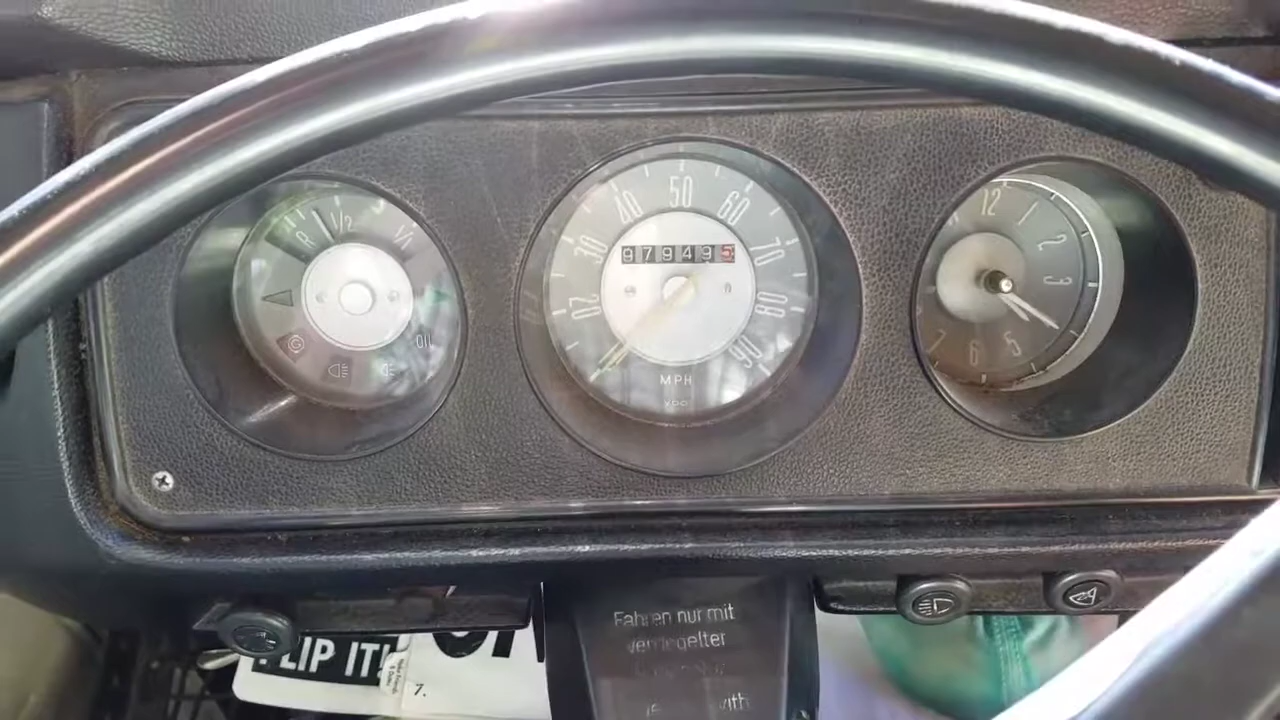 R 1/2 1/1
OIL
20 30 40 50 60 70 80 90
979495
MPH
VDO
12 1 2 3 5 6 7
Fahren nur mit
verriegelter
with
FLIP IT!
7.